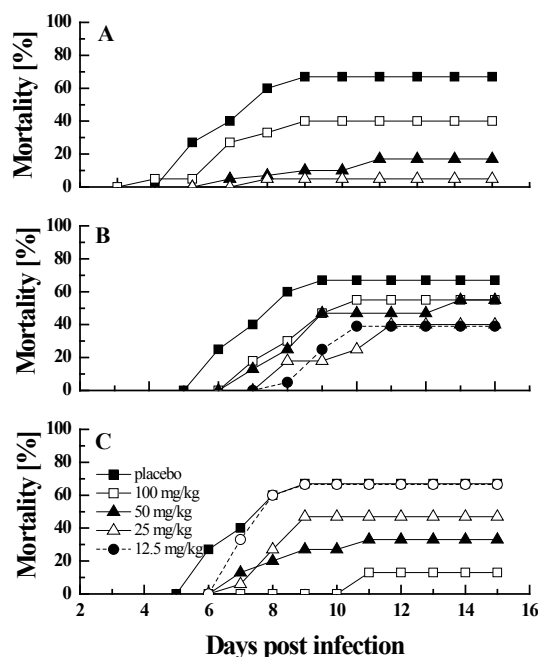 A
Mortality [%]
100
80
60
40
20
0
B
Mortality [%]
100
80
60
40
20
0
C
Mortality [%]
100
80
60
40
20
0
placebo
100 mg/kg
50 mg/kg
25 mg/kg
12.5 mg/kg
2 4 6 8 10 12 14 16
Days post infection